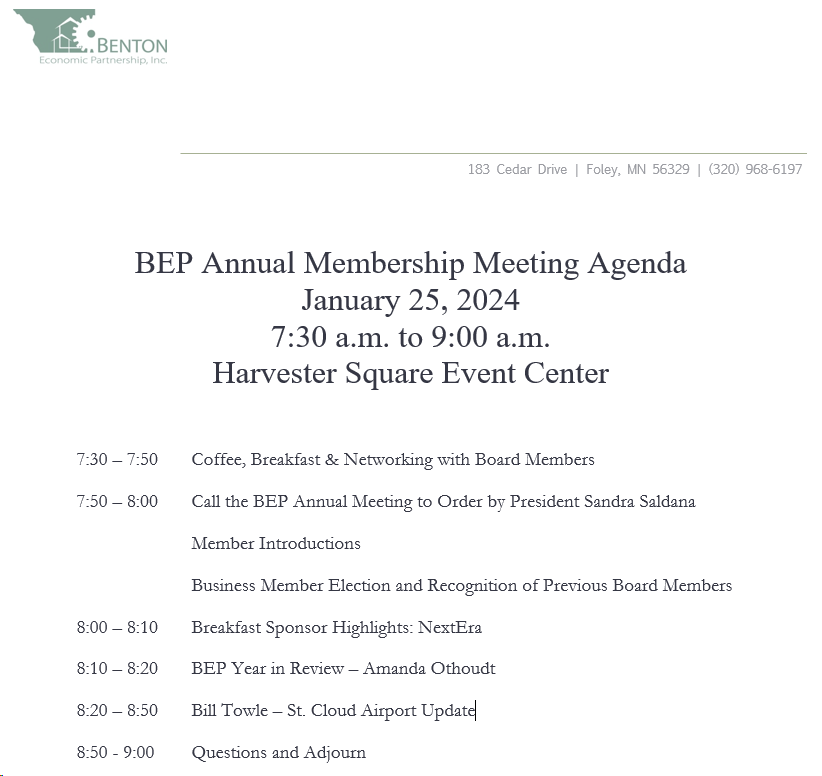 BENTON
Economic Partnership, Inc.
183 Cedar Drive | Foley, MN 56329 | (320) 968-6197
BEP Annual Membership Meeting Agenda
January 25, 2024
7:30 a.m. to 9:00 a.m.
Harvester Square Event Center
7:30 – 7:50 Coffee, Breakfast & Networking with Board Members
7:50 – 8:00 Call the BEP Annual Meeting to Order by President Sandra Saldana
Member Introductions
Business Member Election and Recognition of Previous Board Members
8:00 – 8:10 Breakfast Sponsor Highlights: NextEra
8:10 – 8:20 BEP Year in Review – Amanda Othoudt
8:20 – 8:50 Bill Towle – St. Cloud Airport Update
8:50 - 9:00 Questions and Adjourn